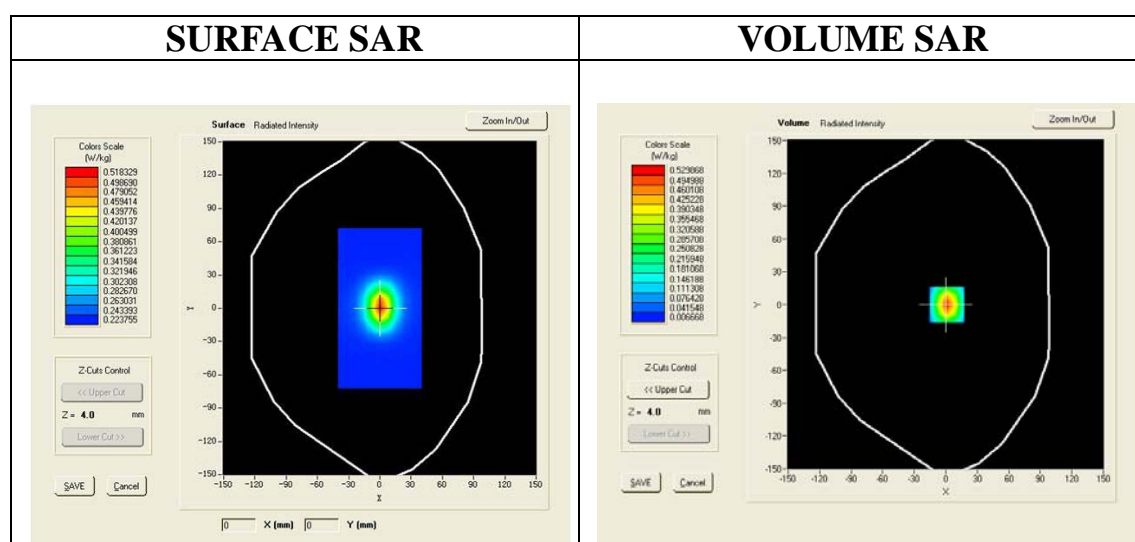 SURFACE SAR
VOLUME SAR
Surface Radiated Intensity
Zoom In/Out
Colors Scale
(W/kg)
0.518329
0.498690
0.479052
0.459414
0.439776
0.420137
0.400499
0.380861
0.361223
0.341584
0.321946
0.302308
0.282670
0.263031
0.243393
0.223755
150
120
90
60
30
0
-30
-60
-90
-120
-150
Y
-150 -120 -90 -60 -30 0 30 60 90 120 150
X
Z-Cuts Control
<< Upper Cut
Z = 4.0 mm
Lower Cut >>
SAVE Cancel
0 X (mm) 0 Y (mm)
Volume Radiated Intensity
Zoom In/Out
Colors Scale
(W/kg)
0.529868
0.494988
0.460108
0.425228
0.390348
0.355468
0.320588
0.285708
0.250828
0.215948
0.181068
0.146188
0.111308
0.076428
0.041548
0.006668
150
120
90
60
30
0
-30
-60
-90
-120
-150
Y
-150 -120 -90 -60 -30 0 30 60 90 120 150
X
Z-Cuts Control
<< Upper Cut
Z = 4.0 mm
Lower Cut >>
SAVE Cancel